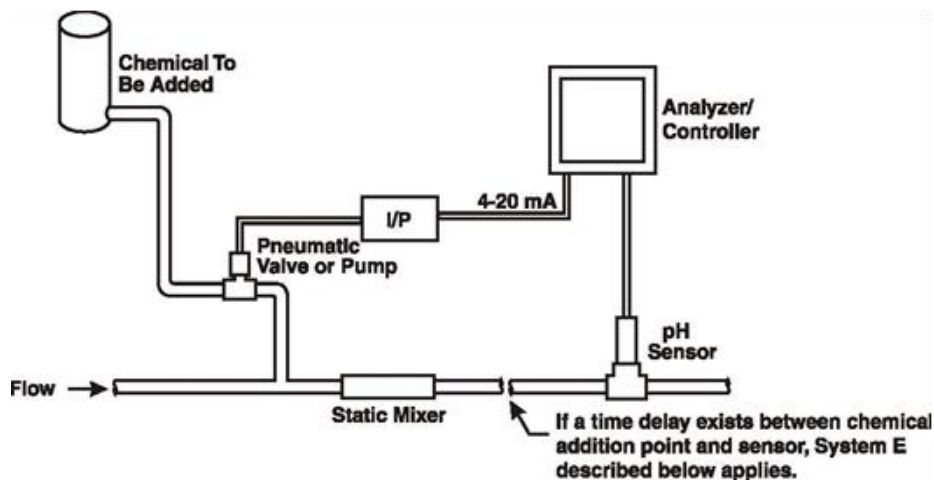 Chemical To
Be Added
Analyzer/
Controller
4-20 mA
I/P
Pneumatic
Valve or Pump
pH
Sensor
Flow
Static Mixer
If a time delay exists between chemical
addition point and sensor, System E
described below applies.